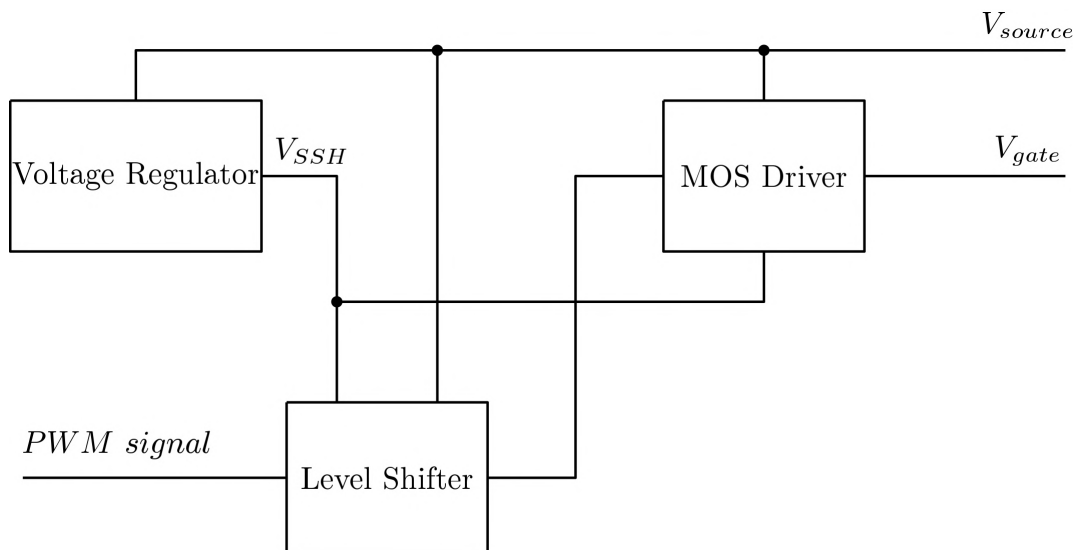 V_source
V_SSH
V_gate
Voltage Regulator
MOS Driver
PWM signal
Level Shifter